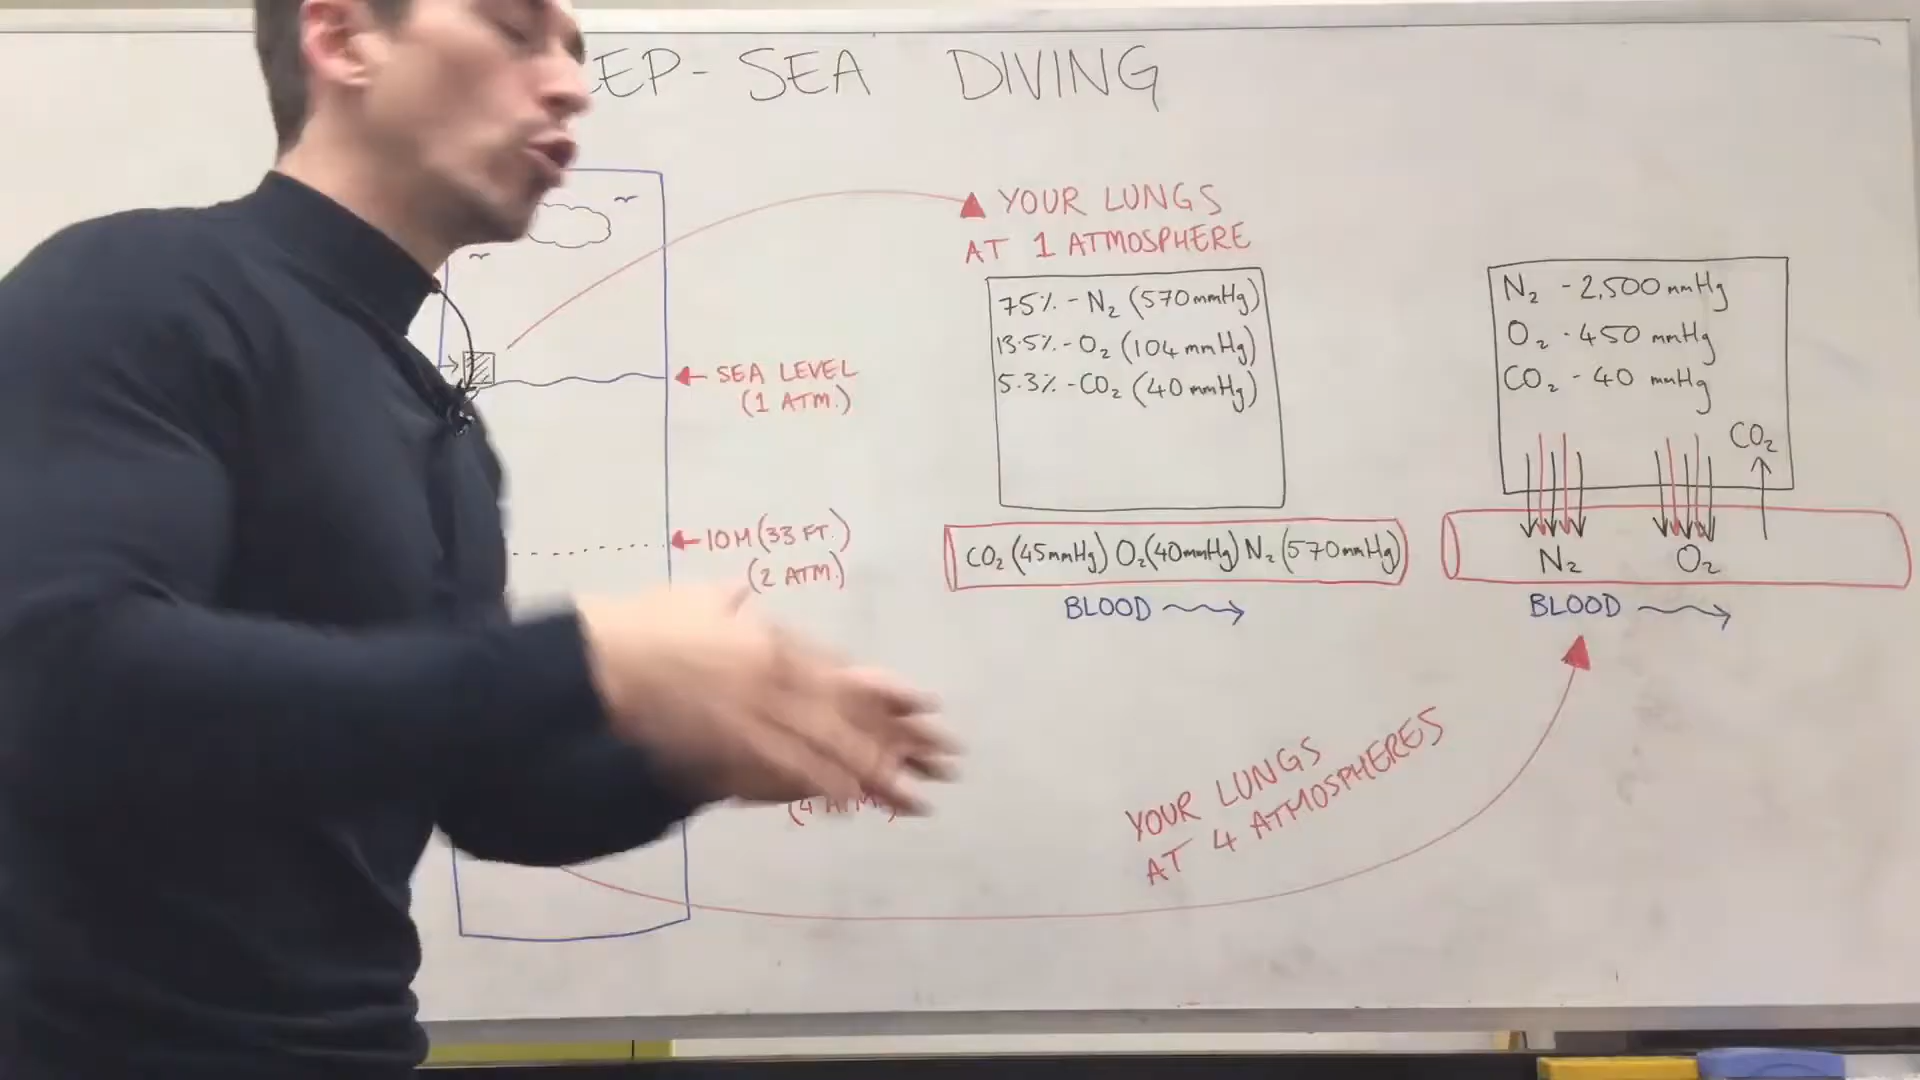 EEP-SEA DIVING
YOUR LUNGS
AT 1 ATMOSPHERE
75% - N₂ (570mmHg)
13.5% - O₂ (104 mmHg)
5.3% - CO₂ (40 mmHg)
CO₂ (45mmHg) O₂ (40mmHg) N₂ (570mmHg)
BLOOD
SEA LEVEL
(1 ATM.)
10M (33 FT.)
(2 ATM.)
(4 ATM.)
N₂ - 2,500 mmHg
O₂ - 450 mmHg
CO₂ - 40 mmHg
CO₂
N₂ O₂
BLOOD
YOUR LUNGS
AT 4 ATMOSPHERES